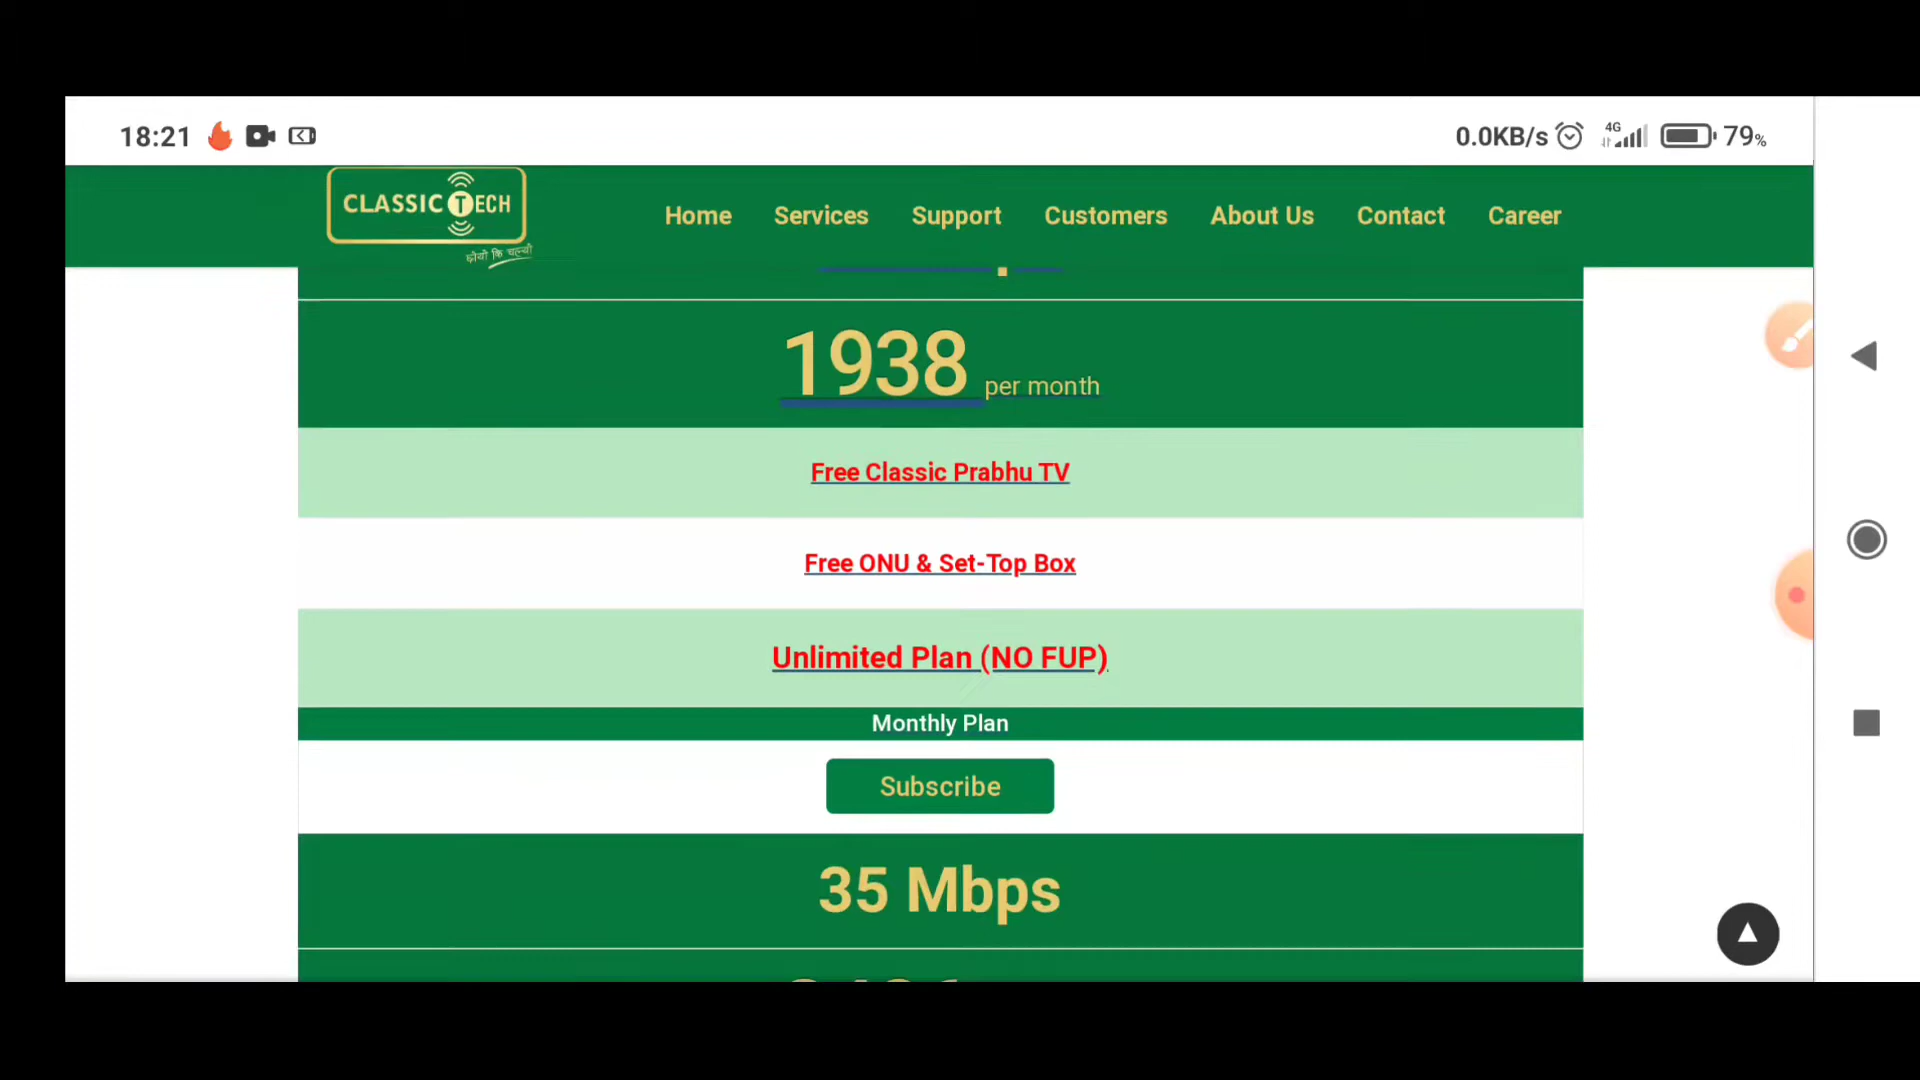 18:21
0.0KB/s 4G 79%
CLASSIC TECH
छोयो कि चल्यो
Home Services Support Customers About Us Contact Career
1938 per month
Free Classic Prabhu TV
Free ONU & Set-Top Box
Unlimited Plan (NO FUP)
Monthly Plan
Subscribe
35 Mbps